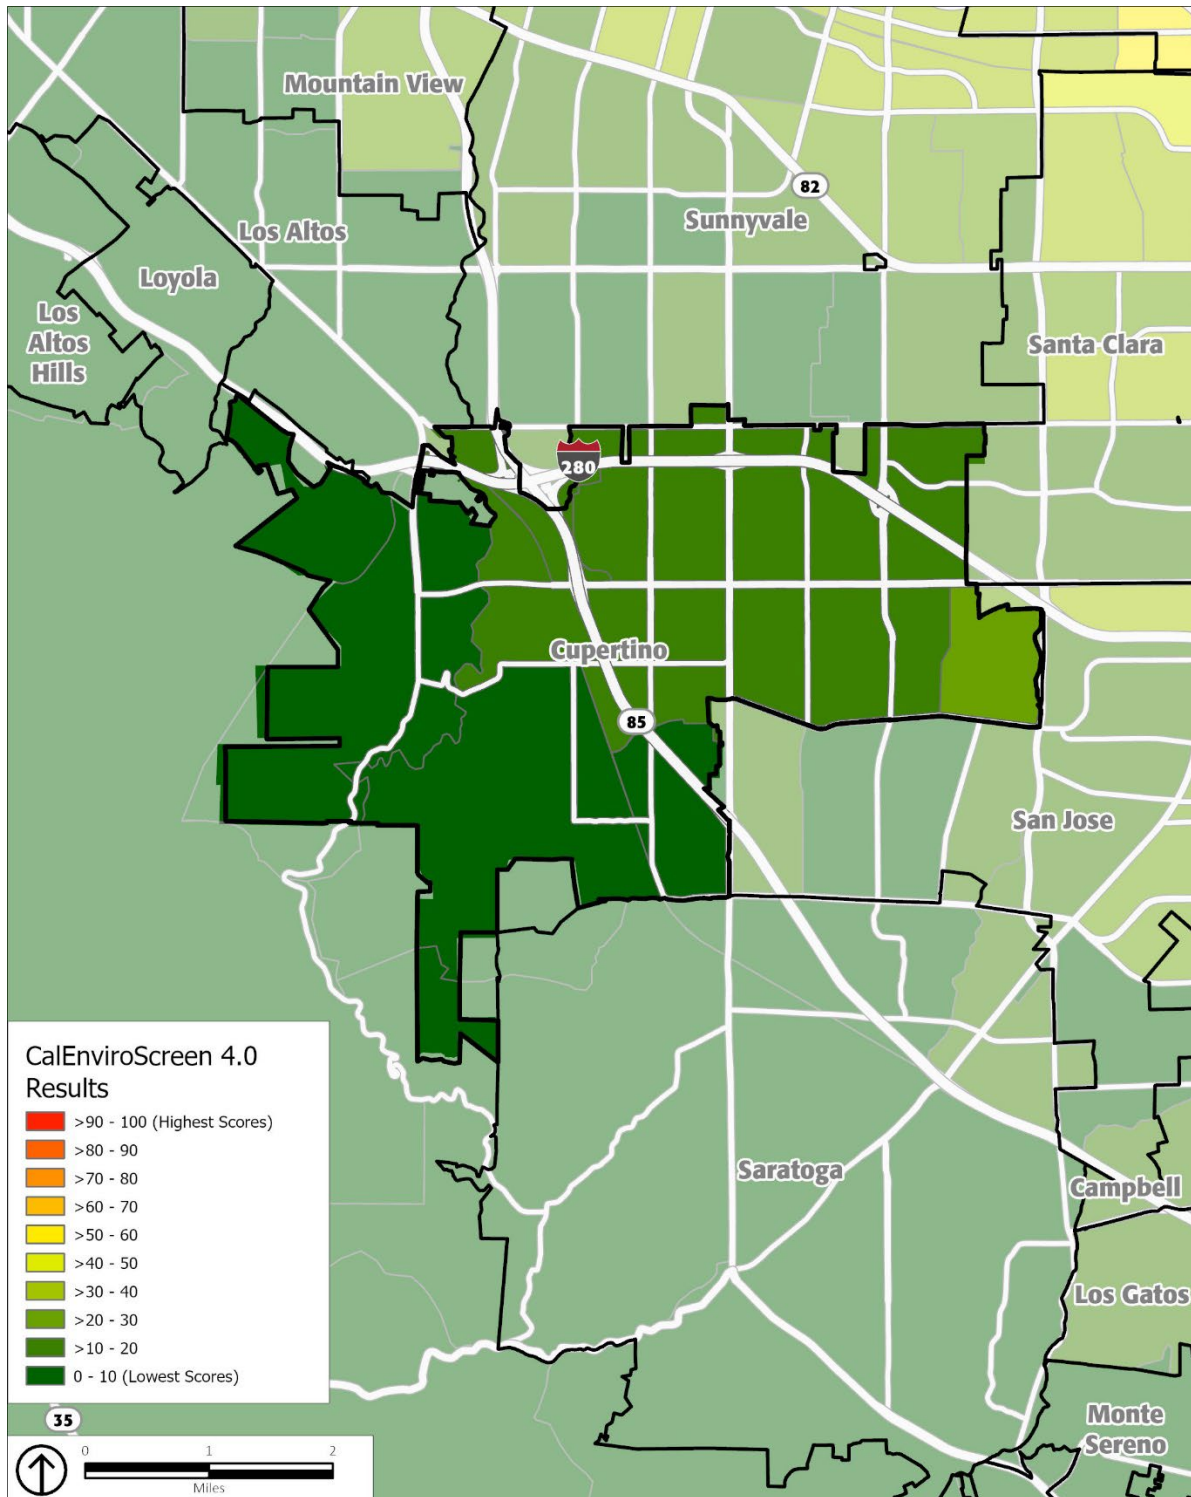 Mountain View
82
Sunnyvale
Los Altos
Loyola
Los
Altos
Hills
Santa Clara
280
Cupertino
85
San Jose
CalEnviroScreen 4.0
Results
>90 - 100 (Highest Scores)
>80 - 90
>70 - 80
>60 - 70
>50 - 60
>40 - 50
>30 - 40
>20 - 30
>10 - 20
0 - 10 (Lowest Scores)
Saratoga
Campbell
Los Gatos
Monte
Sereno
35
0 1 2
Miles